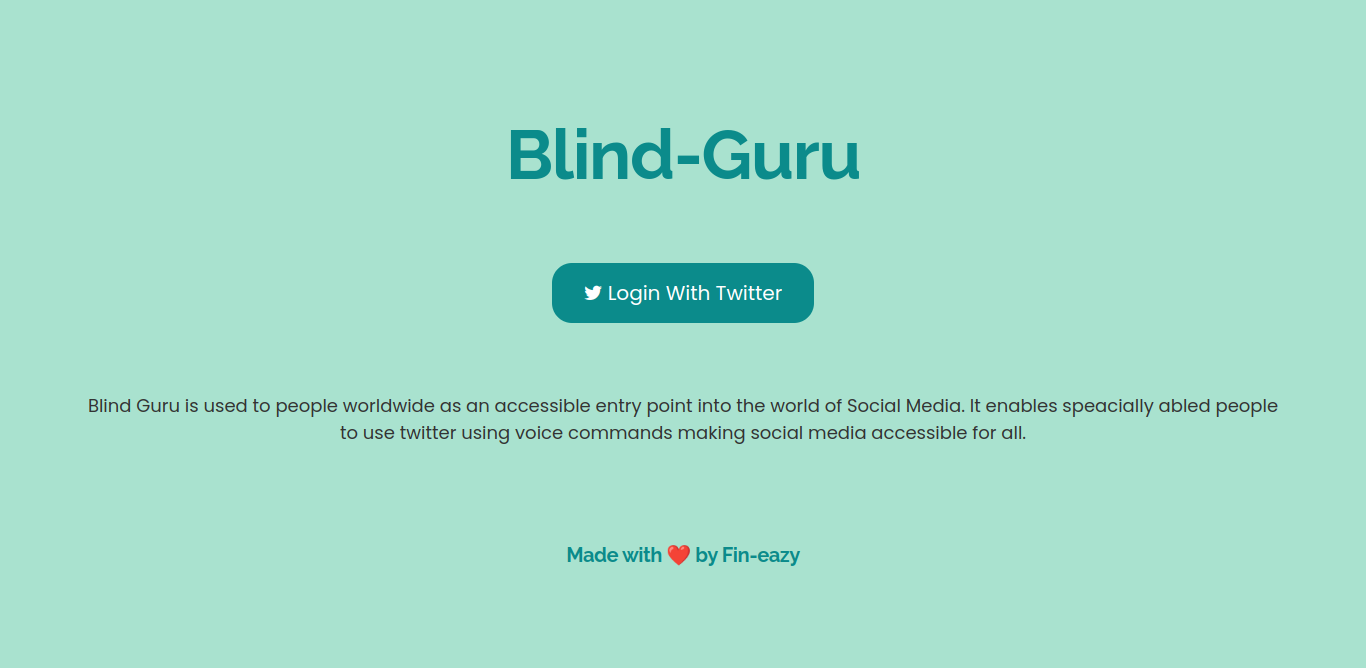 Blind-Guru
Login With Twitter
Blind Guru is used to people worldwide as an accessible entry point into the world of Social Media. It enables speacially abled people
to use twitter using voice commands making social media accessible for all.
Made with ❤️ by Fin-eazy